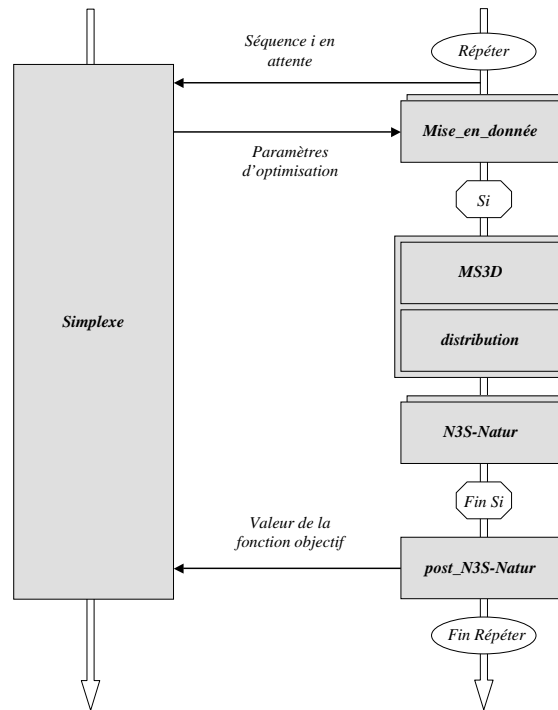 Séquence i en
attente
Répéter
Mise_en_donnée
Paramètres
d'optimisation
Si
MS3D
Simplexe
distribution
N3S-Natur
Fin Si
Valeur de la
fonction objectif
post_N3S-Natur
Fin Répéter